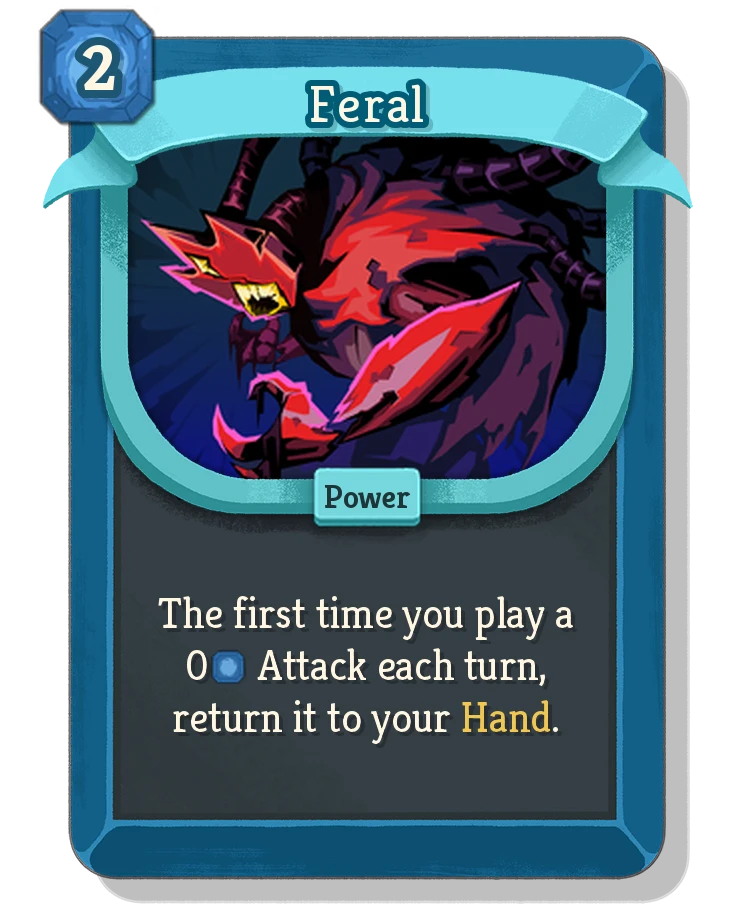 2
Feral
Power
The first time you play a
0 Attack each turn,
return it to your Hand.